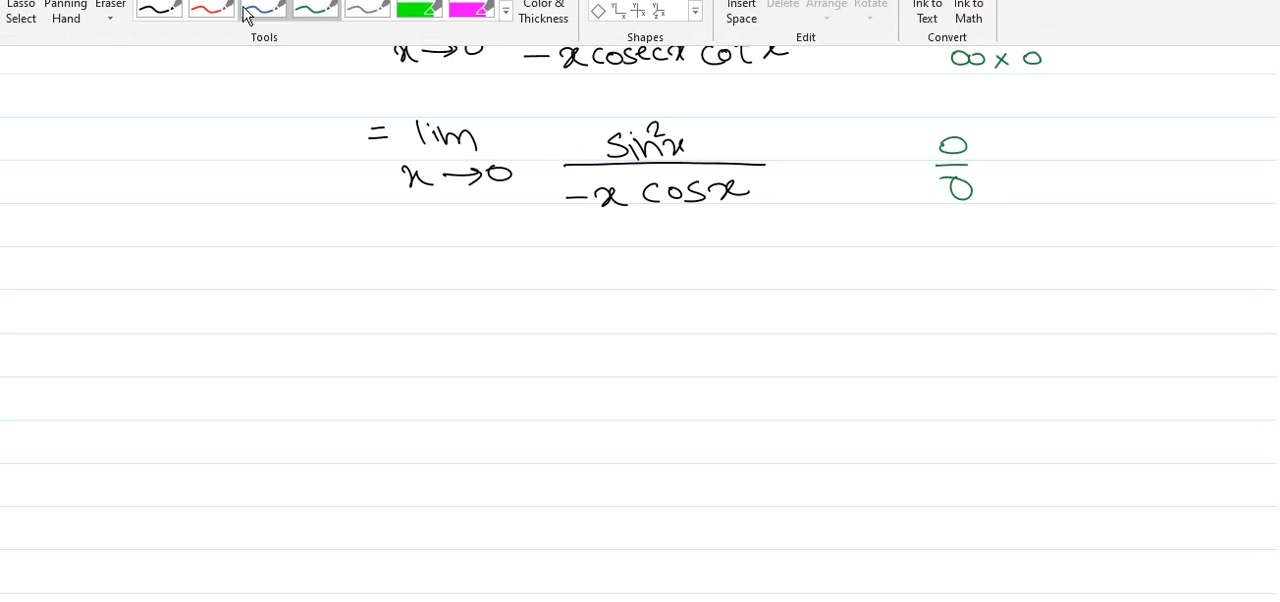 Lasso Select
Panning Hand
Eraser
Color & Thickness
Insert Space
Delete
Arrange
Rotate
Ink to Text
Ink to Math
Tools
Shapes
Edit
Convert
x→0 −x cosecx cot x ∞ × 0
= lim x→0 sin²x / −x cosx 0/0